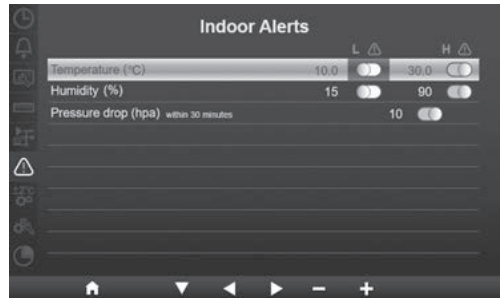 Indoor Alerts
L H
Temperature (°C) 10.0 30.0
Humidity (%) 15 90
Pressure drop (hpa) within 30 minutes 10